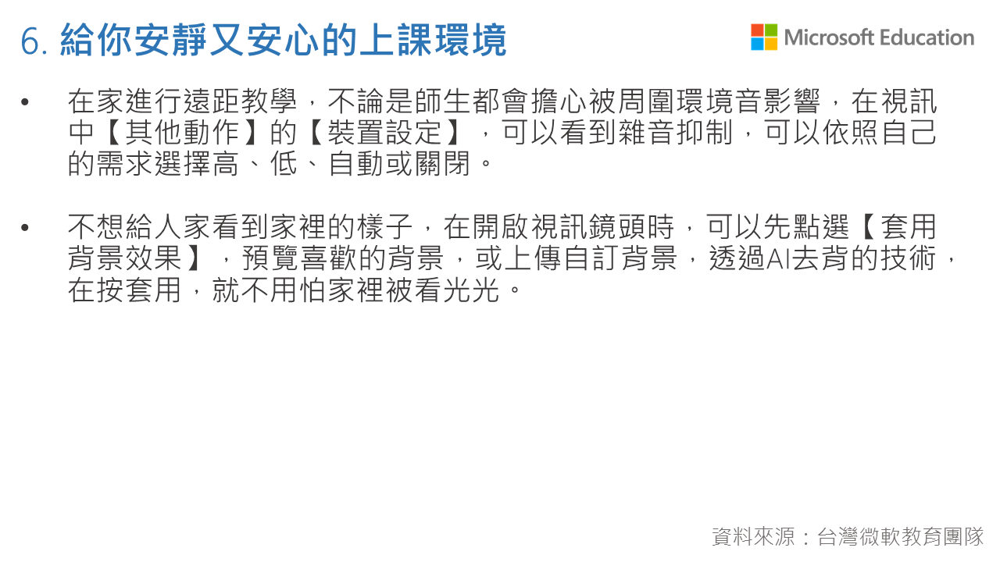 6. 給你安靜又安心的上課環境
Microsoft Education
• 在家進行遠距教學，不論是師生都會擔心被周圍環境音影響，在視訊
中【其他動作】的【裝置設定】，可以看到雜音抑制，可以依照自己
的需求選擇高、低、自動或關閉。
• 不想給人家看到家裡的樣子，在開啟視訊鏡頭時，可以先點選【套用
背景效果】，預覽喜歡的背景，或上傳自訂背景，透過AI去背的技術，
在按套用，就不用怕家裡被看光光。
資料來源：台灣微軟教育團隊